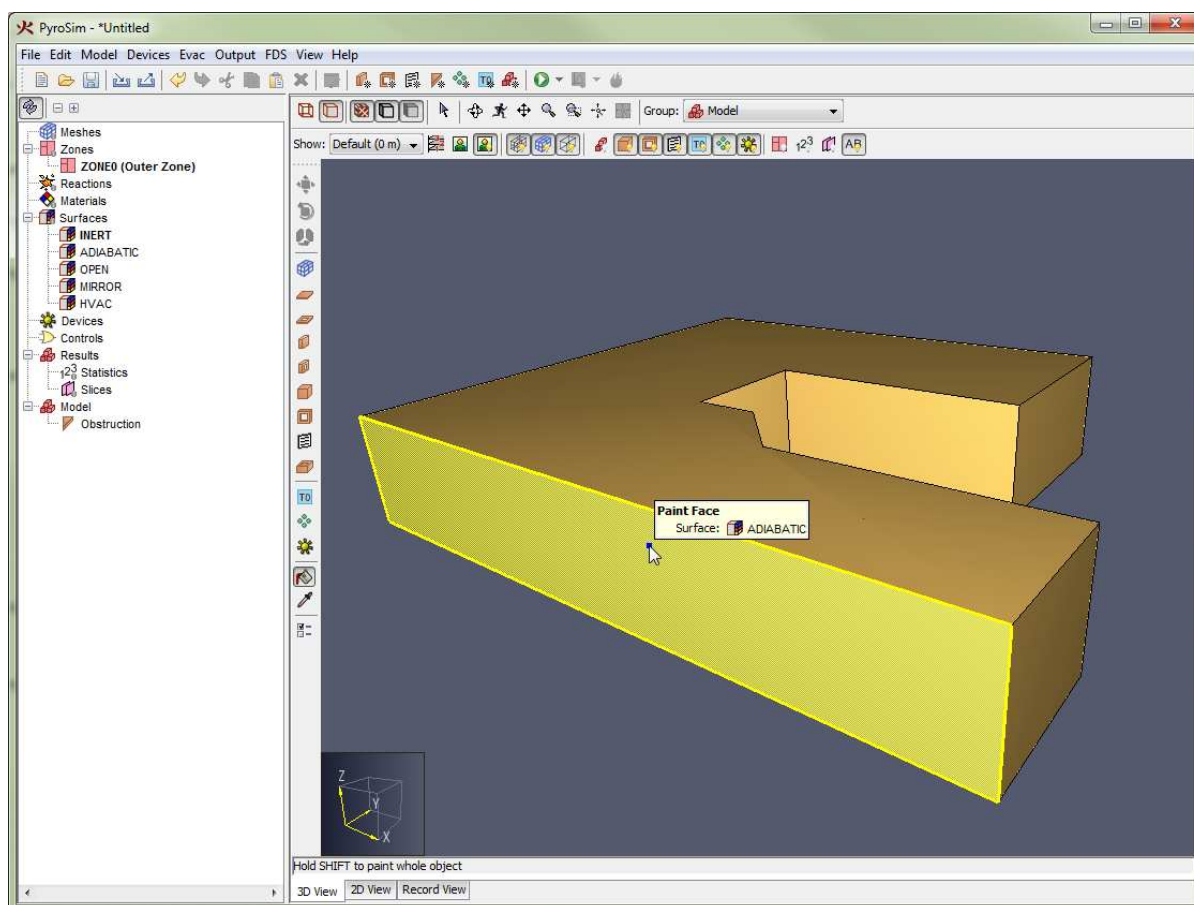 PyroSim - *Untitled
File Edit Model Devices Evac Output FDS View Help
Group: Model
Show: Default (0 m)
Meshes
Zones
ZONE0 (Outer Zone)
Reactions
Materials
Surfaces
INERT
ADIABATIC
OPEN
MIRROR
HVAC
Devices
Controls
Results
123 Statistics
Slices
Model
Obstruction
Paint Face
Surface: ADIABATIC
Z
Y
X
Hold SHIFT to paint whole object
3D View 2D View Record View